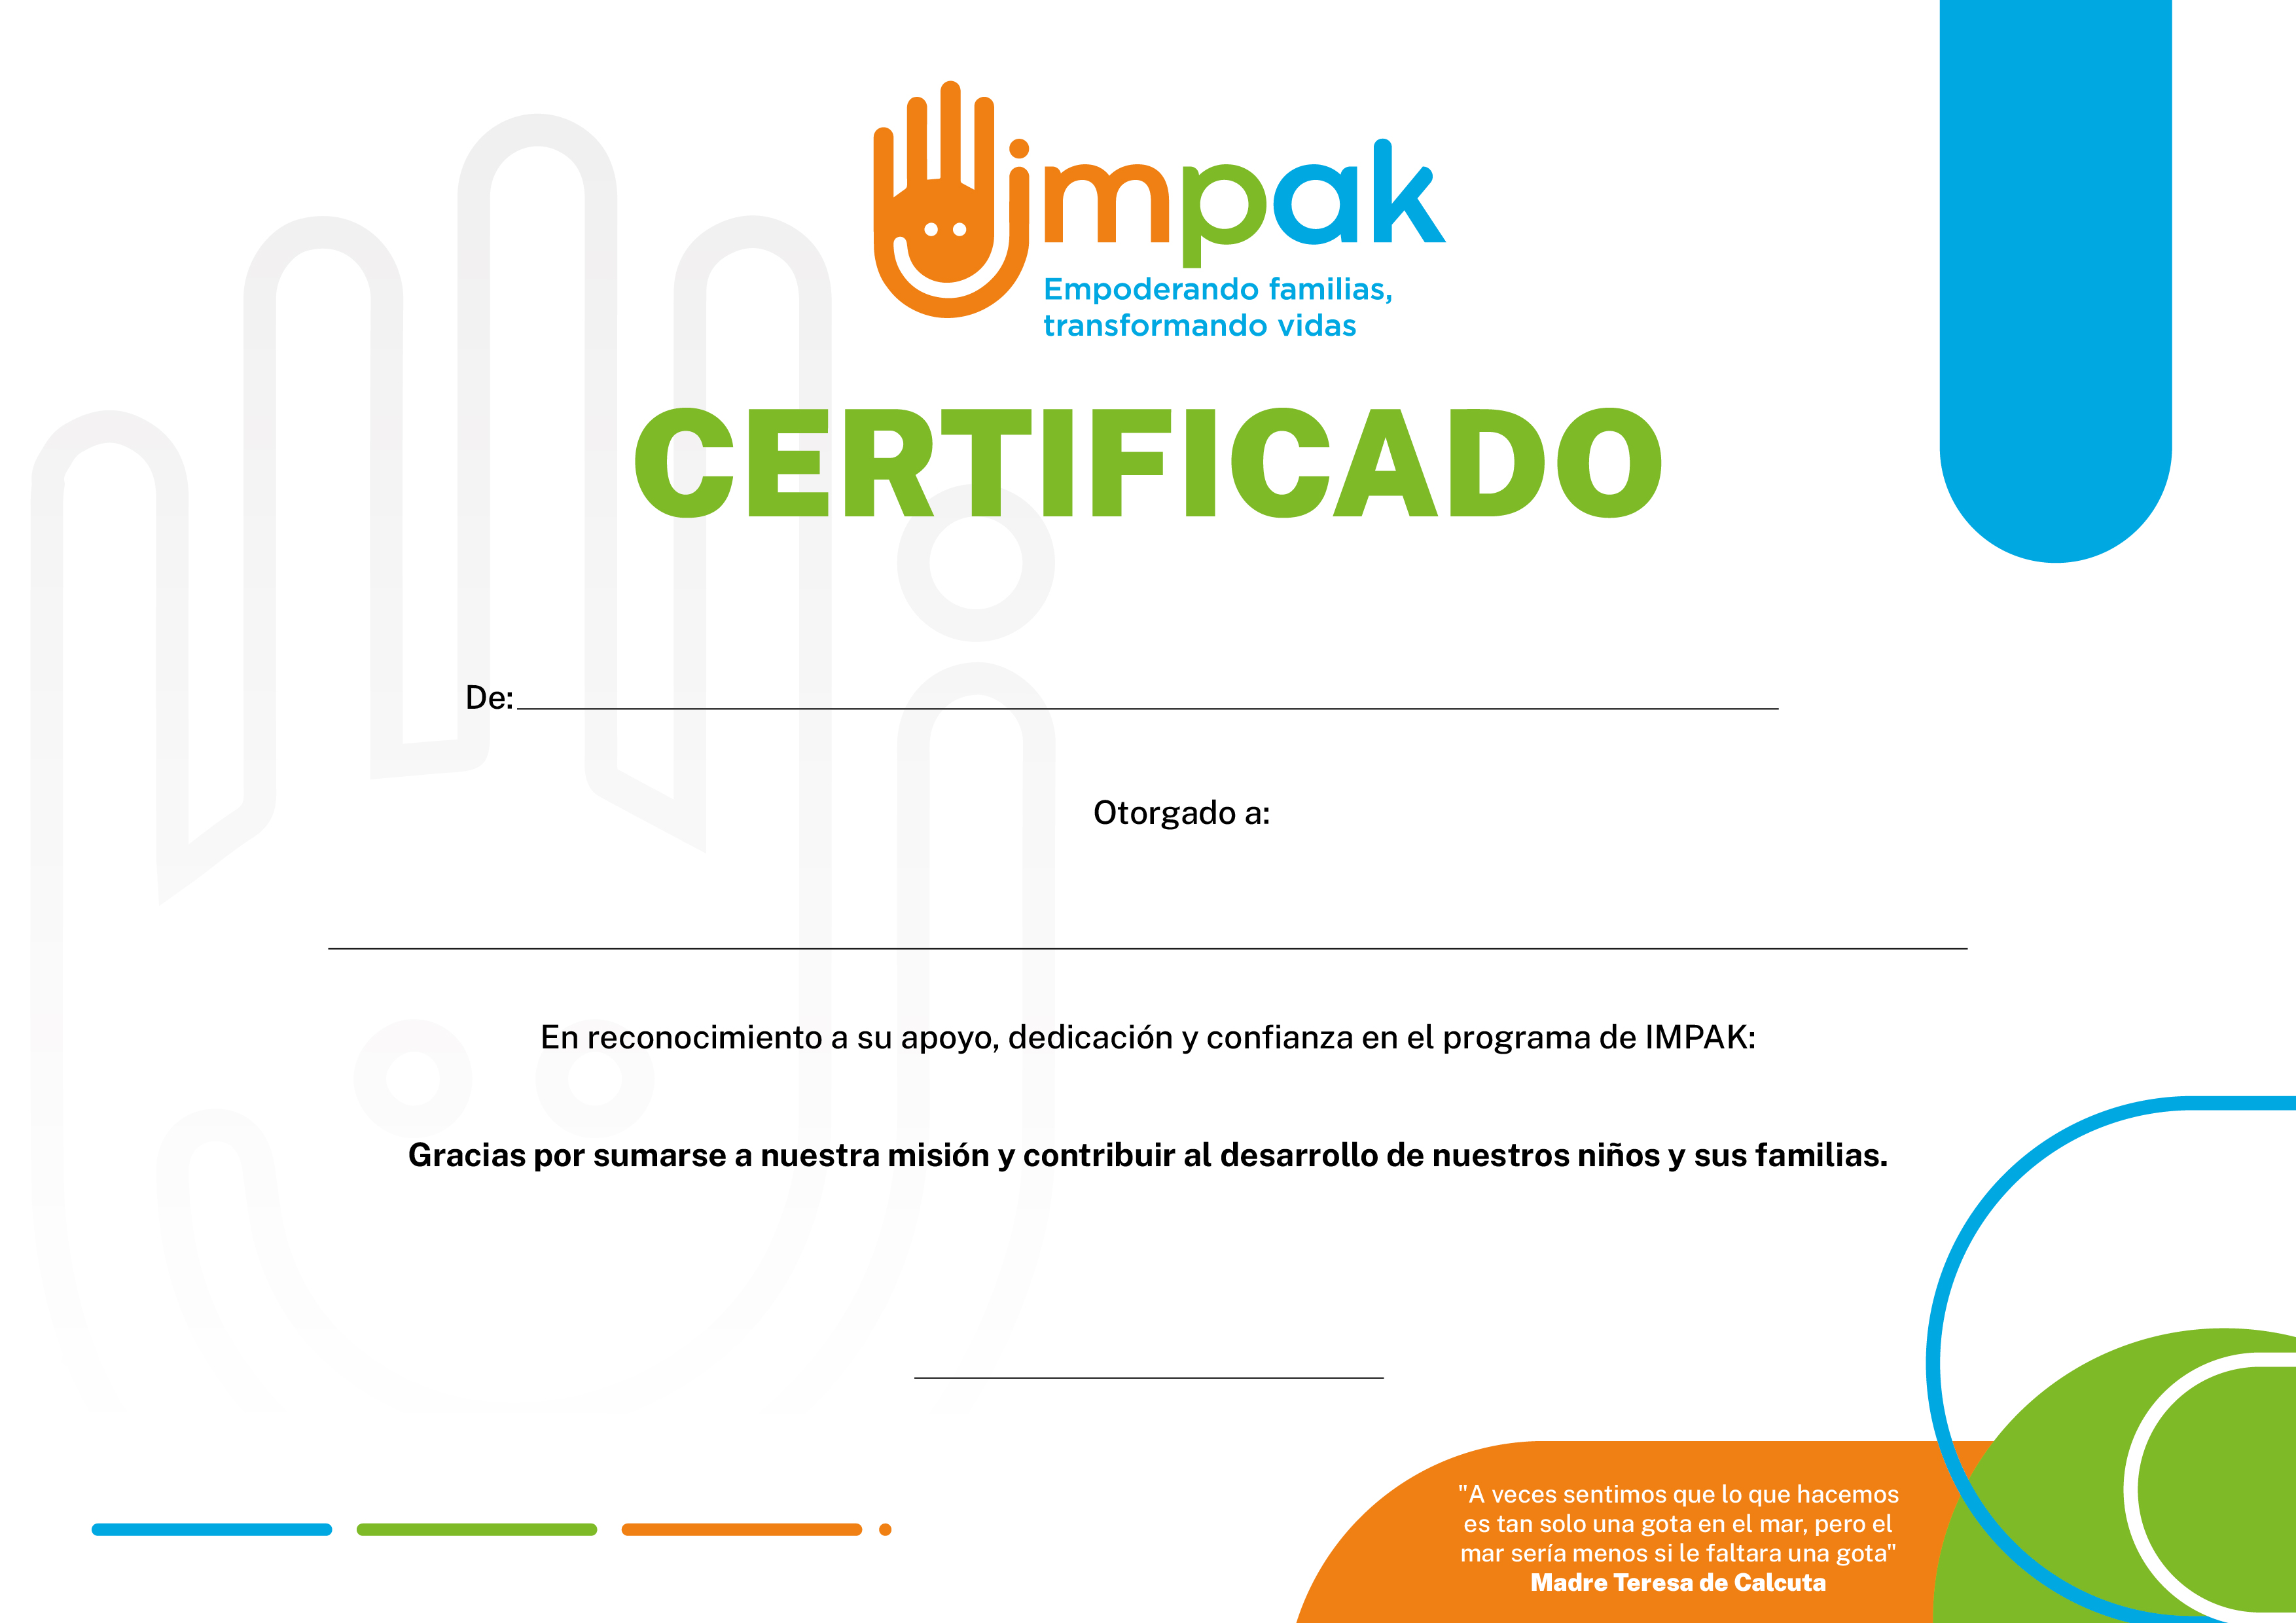 impak
Empoderando familias,
transformando vidas
CERTIFICADO
De:
Otorgado a:
En reconocimiento a su apoyo, dedicación y confianza en el programa de IMPAK:
Gracias por sumarse a nuestra misión y contribuir al desarrollo de nuestros niños y sus familias.
"A veces sentimos que lo que hacemos
es tan solo una gota en el mar, pero el
mar sería menos si le faltara una gota"
Madre Teresa de Calcuta